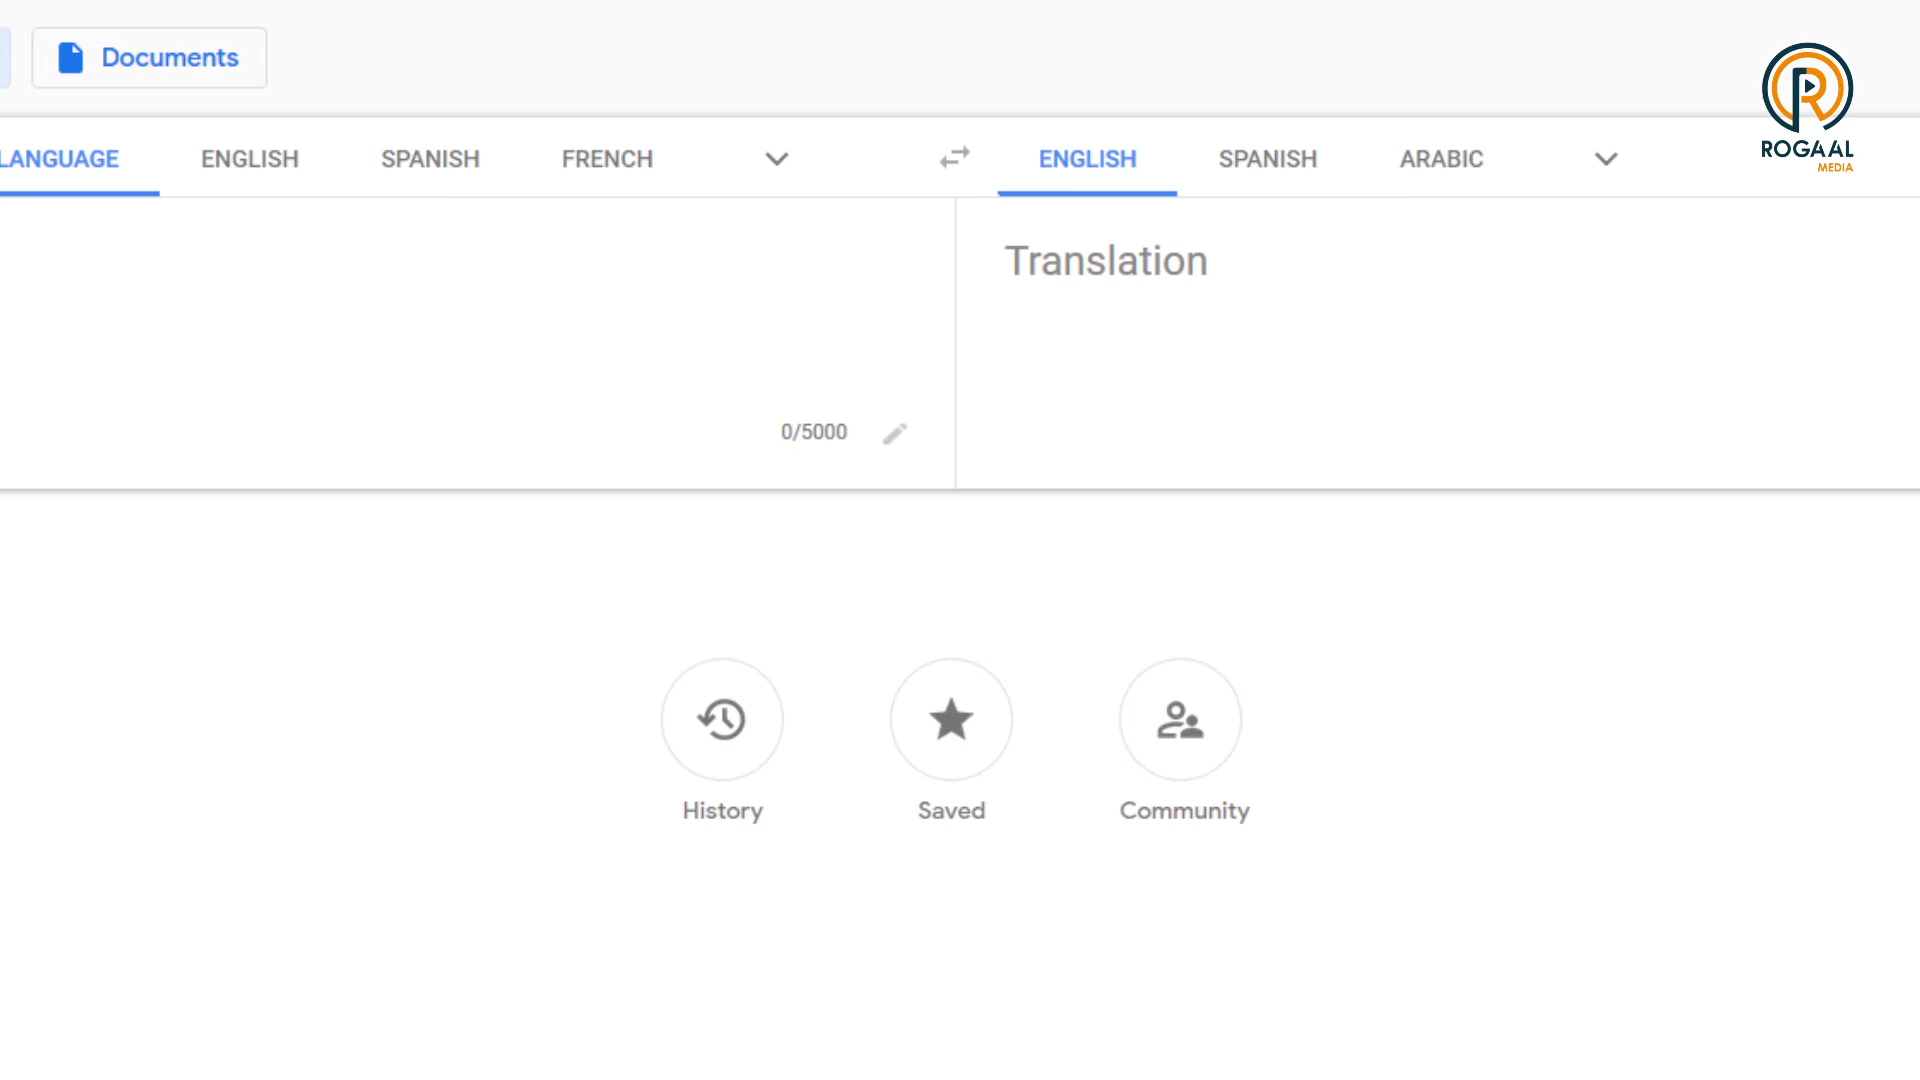 Documents
LANGUAGE ENGLISH SPANISH FRENCH ENGLISH SPANISH ARABIC
ROGAAL
MEDIA
Translation
0/5000
History Saved Community